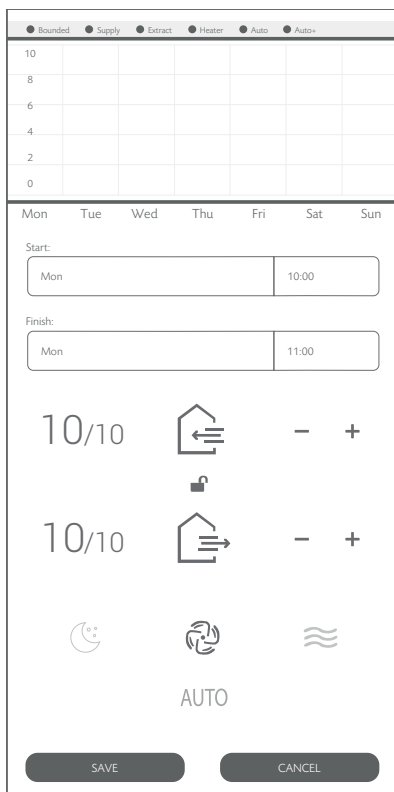 Bounded Supply Extract Heater Auto Auto+
10
8
6
4
2
0
Mon Tue Wed Thu Fri Sat Sun
Start:
Mon 10:00
Finish:
Mon 11:00
10/10 - +
10/10 - +
AUTO
SAVE CANCEL